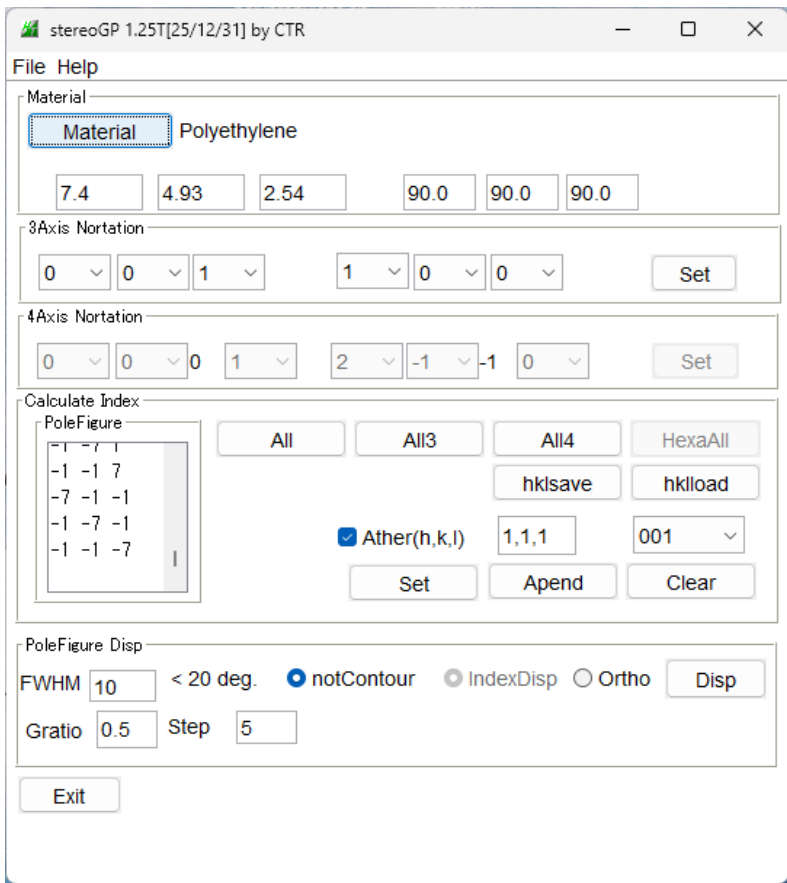 stereoGP 1.25T[25/12/31] by CTR
File Help
Material
Material Polyethylene
7.4 4.93 2.54 90.0 90.0 90.0
3Axis Nortation
0 0 1 1 0 0 Set
4Axis Nortation
0 0 0 1 2 -1 -1 0 Set
Calculate Index
PoleFigure
-1 -7 1
-1 -1 7
-7 -1 -1
-1 -7 -1
-1 -1 -7
All All3 All4 HexaAll
hklsave hklload
Ather(h,k,l) 1,1,1 001
Set Apend Clear
PoleFigure Disp
FWHM 10 < 20 deg. notContour IndexDisp Ortho Disp
Gratio 0.5 Step 5
Exit